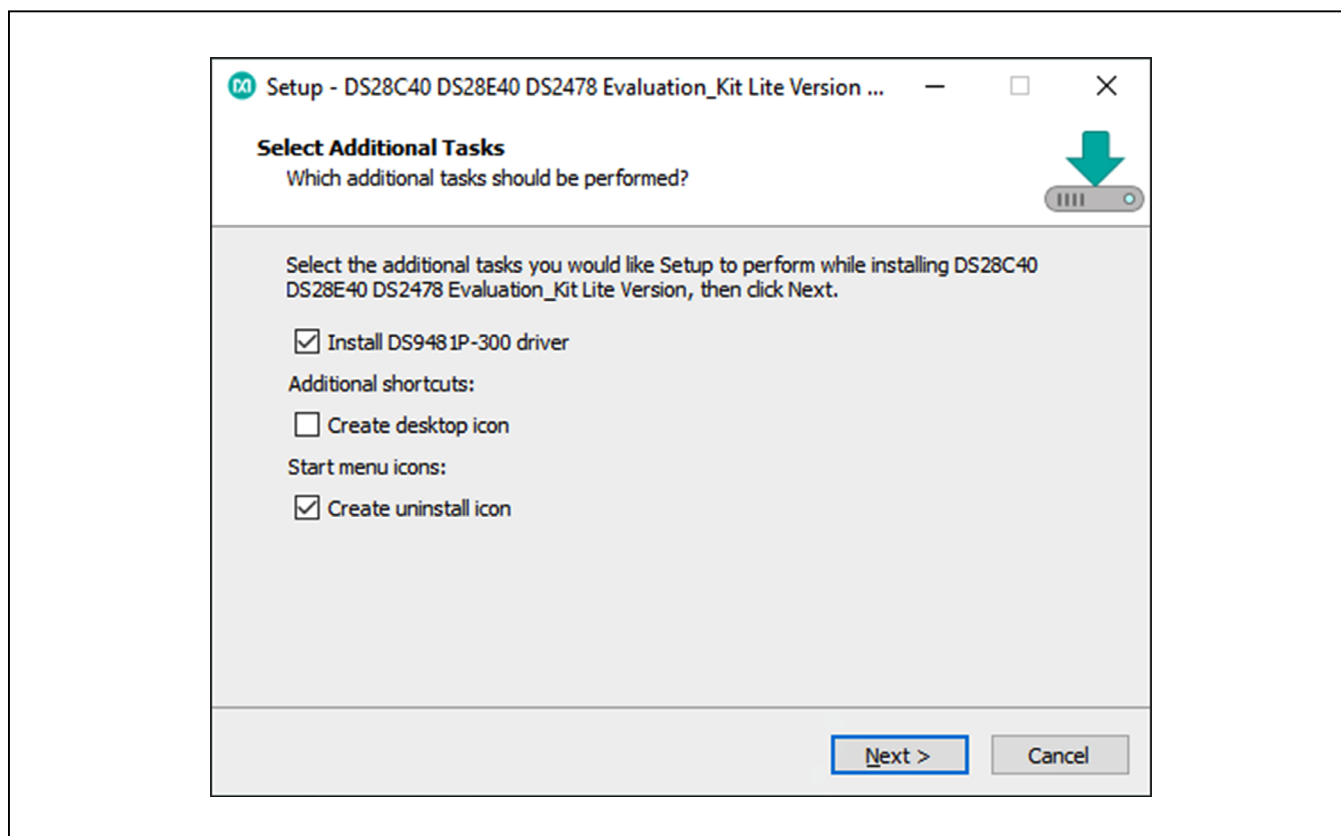 Setup - DS28C40 DS28E40 DS2478 Evaluation_Kit Lite Version ...
Select Additional Tasks
Which additional tasks should be performed?
Select the additional tasks you would like Setup to perform while installing DS28C40
DS28E40 DS2478 Evaluation_Kit Lite Version, then click Next.
Install DS9481P-300 driver
Additional shortcuts:
Create desktop icon
Start menu icons:
Create uninstall icon
Next >
Cancel